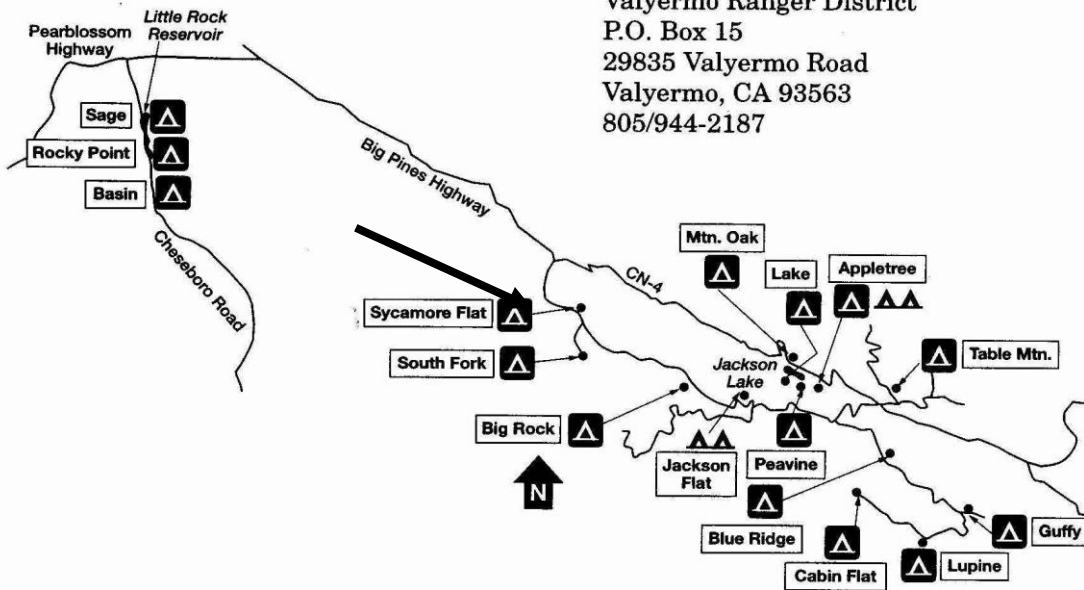 Valyermo Ranger District
P.O. Box 15
29835 Valyermo Road
Valyermo, CA 93563
805/944-2187
Little Rock
Reservoir
Pearblossom
Highway
Sage
Rocky Point
Basin
Cheseboro Road
Big Pines Highway
CN-4
Mtn. Oak
Lake
Appletree
Sycamore Flat
South Fork
Jackson
Lake
Table Mtn.
Big Rock
Jackson
Flat
Peavine
N
Blue Ridge
Guffy
Cabin Flat
Lupine